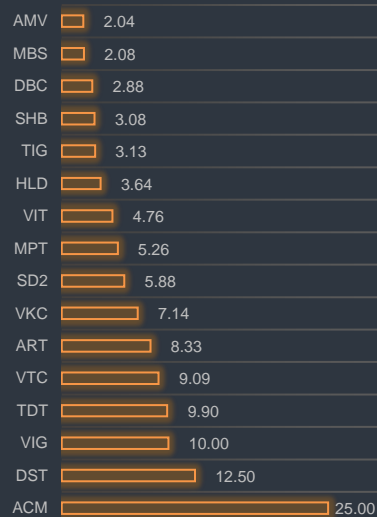 AMV 2.04
MBS 2.08
DBC 2.88
SHB 3.08
TIG 3.13
HLD 3.64
VIT 4.76
MPT 5.26
SD2 5.88
VKC 7.14
ART 8.33
VTC 9.09
TDT 9.90
VIG 10.00
DST 12.50
ACM 25.00